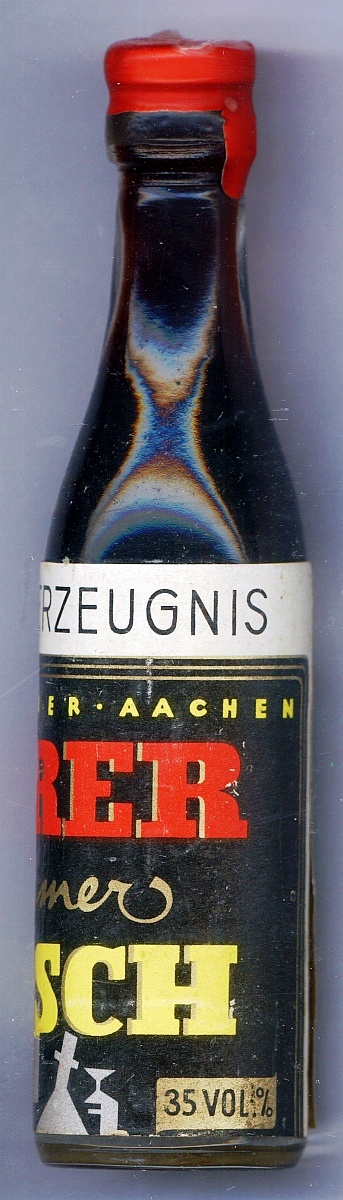 RZEUGNIS
ER · AACHEN
RER
mer
SCH
35 VOL.%